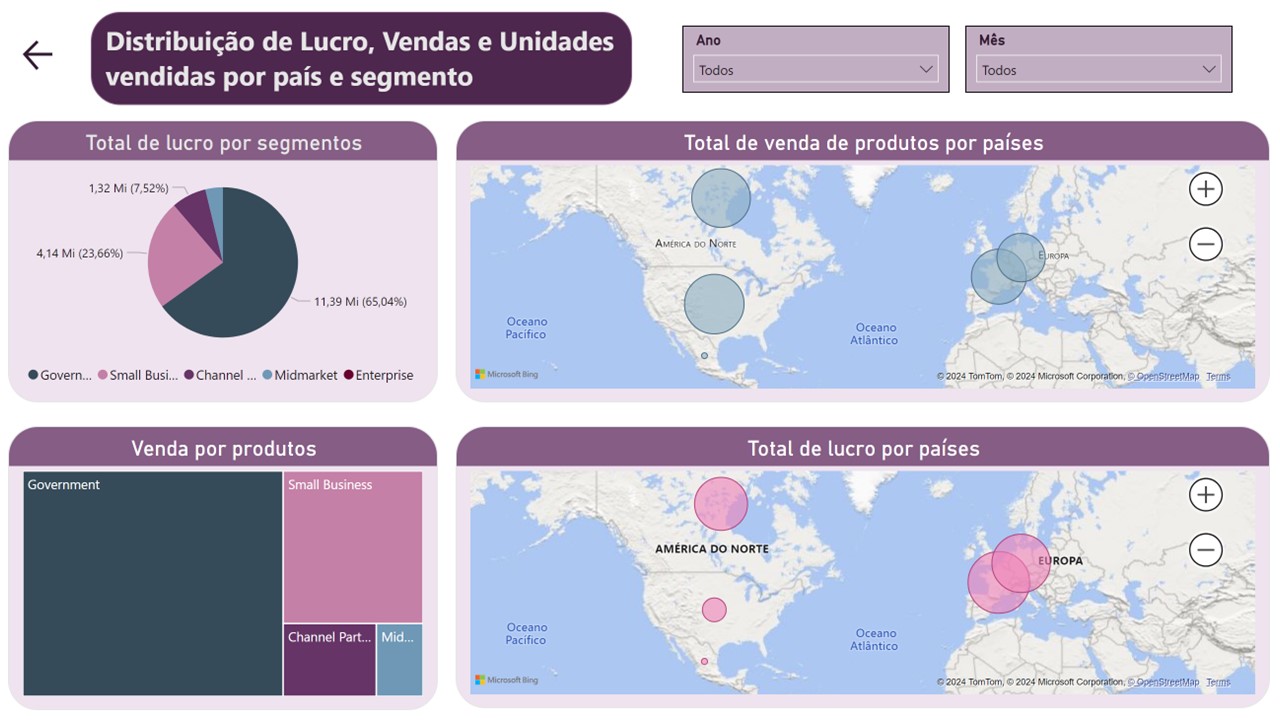 Distribuição de Lucro, Vendas e Unidades
vendidas por país e segmento
Ano
Todos
Mês
Todos
Total de lucro por segmentos
1,32 Mi (7,52%)
4,14 Mi (23,66%)
11,39 Mi (65,04%)
Govern...
Small Busi...
Channel ...
Midmarket
Enterprise
Total de venda de produtos por países
América do Norte
Europa
Oceano
Pacífico
Oceano
Atlântico
Microsoft Bing
© 2024 TomTom, © 2024 Microsoft Corporation, © OpenStreetMap Terms
Venda por produtos
Government
Small Business
Channel Part...
Mid...
Total de lucro por países
AMÉRICA DO NORTE
EUROPA
Oceano
Pacífico
Oceano
Atlântico
Microsoft Bing
© 2024 TomTom, © 2024 Microsoft Corporation, © OpenStreetMap Terms